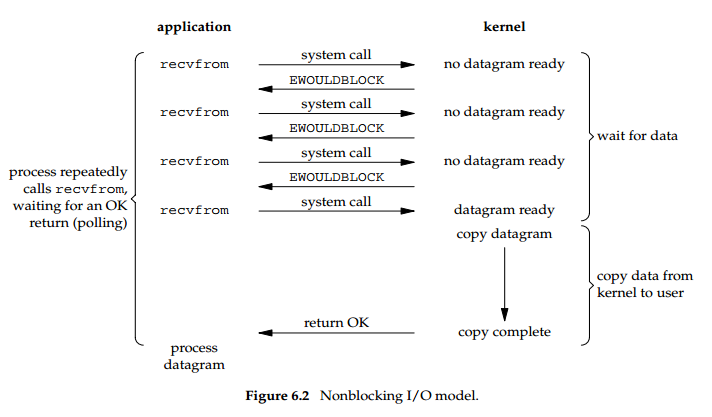 application
kernel
recvfrom
system call
no datagram ready
EWOULDBLOCK
recvfrom
system call
no datagram ready
EWOULDBLOCK
recvfrom
system call
no datagram ready
EWOULDBLOCK
recvfrom
system call
datagram ready
copy datagram
wait for data
process repeatedly
calls recvfrom,
waiting for an OK
return (polling)
copy data from
kernel to user
return OK
copy complete
process
datagram
Figure 6.2 Nonblocking I/O model.